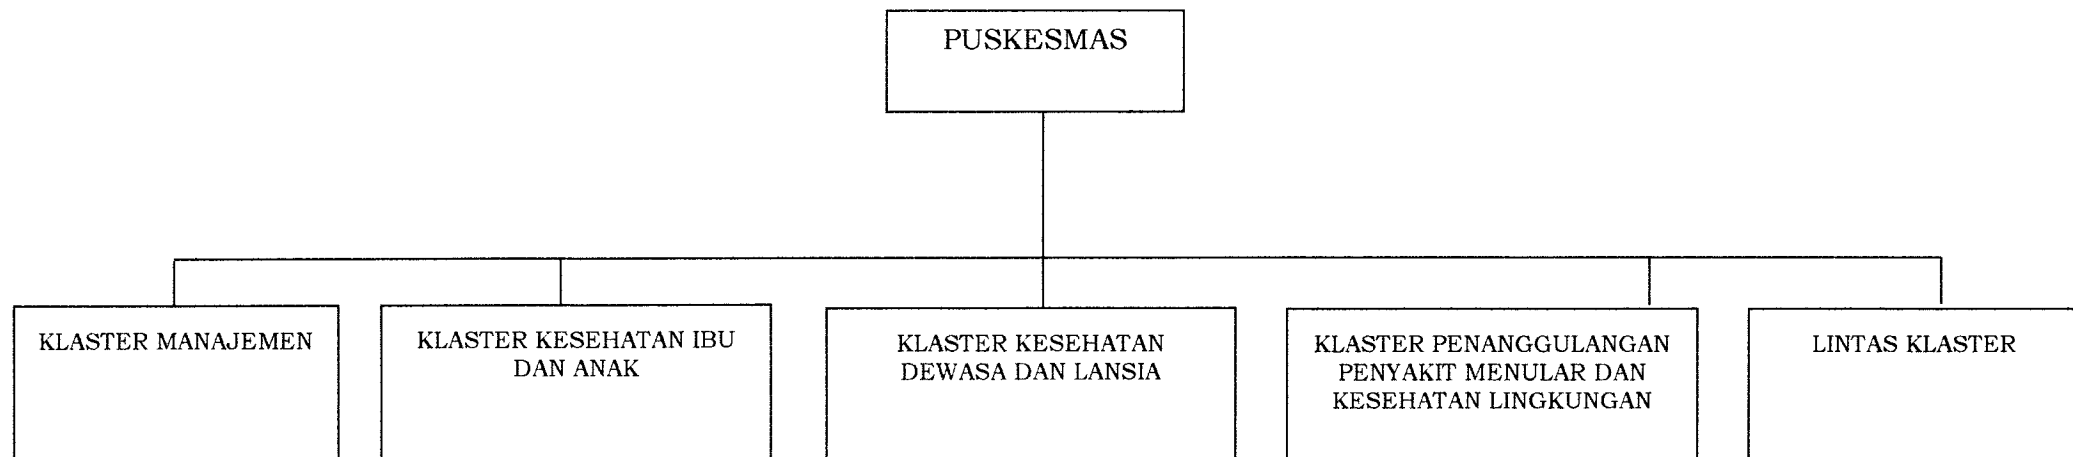 PUSKESMAS
KLASTER MANAJEMEN
KLASTER KESEHATAN IBU
DAN ANAK
KLASTER KESEHATAN
DEWASA DAN LANSIA
KLASTER PENANGGULANGAN
PENYAKIT MENULAR DAN
KESEHATAN LINGKUNGAN
LINTAS KLASTER